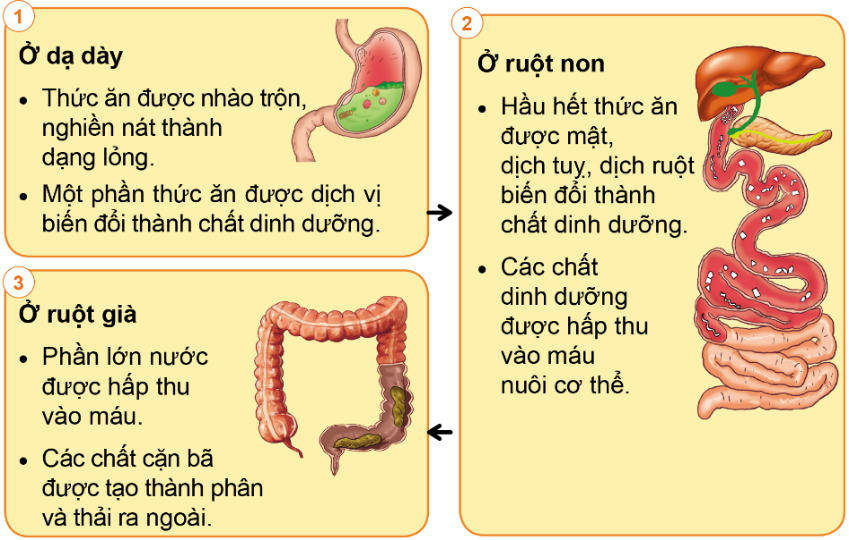 1
Ở dạ dày
• Thức ăn được nhào trộn,
nghiền nát thành
dạng lỏng.
• Một phần thức ăn được dịch vị
biến đổi thành chất dinh dưỡng.
2
Ở ruột non
• Hầu hết thức ăn
được mật,
dịch tuỵ, dịch ruột
biến đổi thành
chất dinh dưỡng.
• Các chất
dinh dưỡng
được hấp thu
vào máu
nuôi cơ thể.
3
Ở ruột già
• Phần lớn nước
được hấp thu
vào máu.
• Các chất cặn bã
được tạo thành phân
và thải ra ngoài.